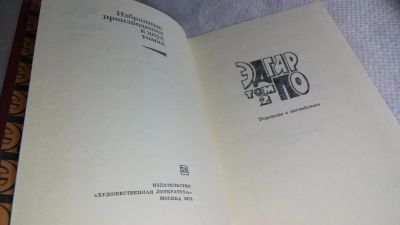 Избранные
произведения
в двух
томах
ИЗДАТЕЛЬСТВО
«ХУДОЖЕСТВЕННАЯ ЛИТЕРАТУРА»
МОСКВА 1972
ЭДГАР
ТОМ 2
ПО
Переводы с английского